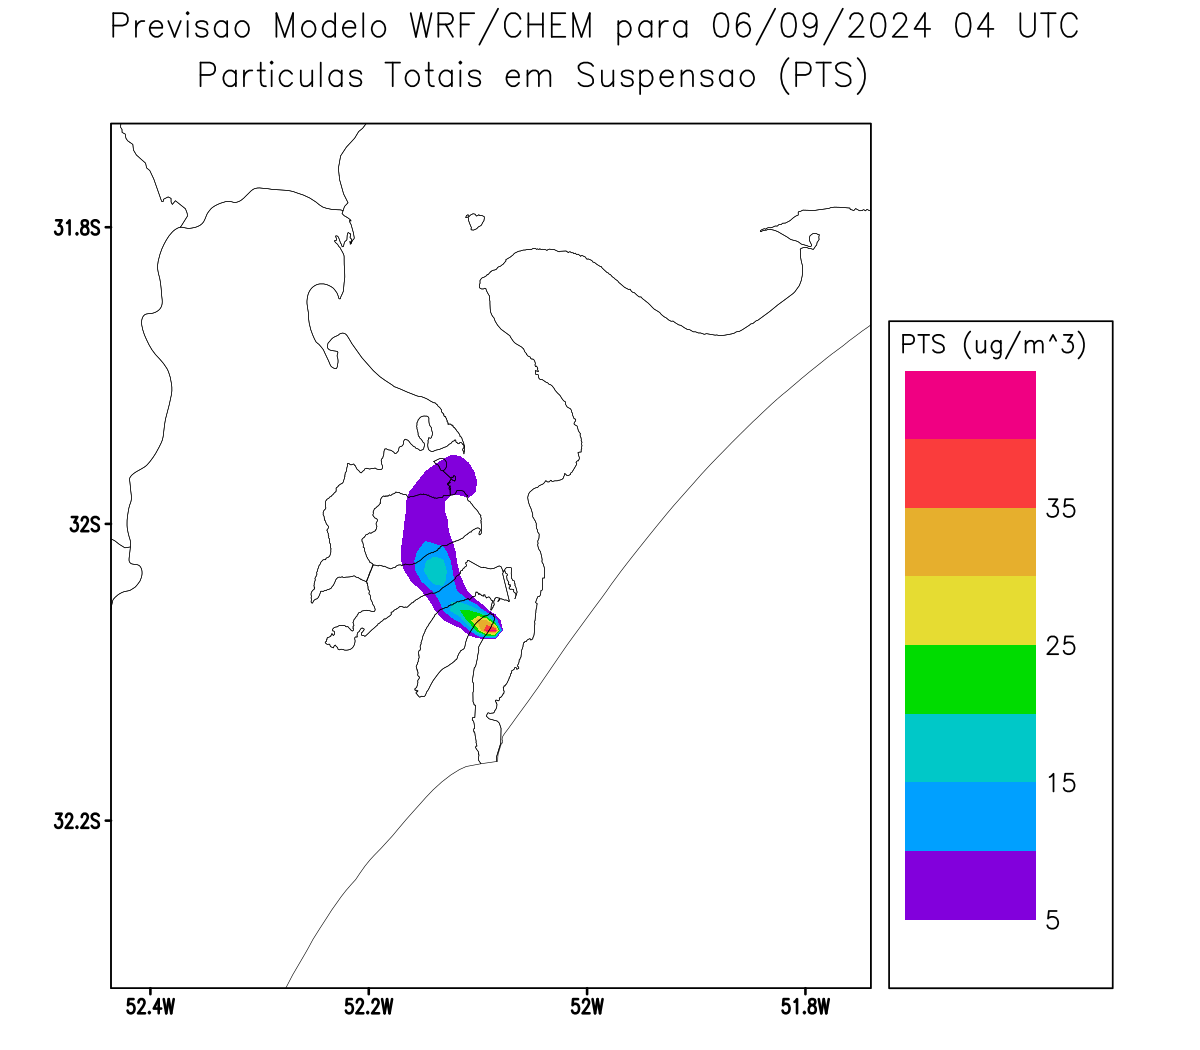 Previsao Modelo WRF/CHEM para 06/09/2024 04 UTC
Particulas Totais em Suspensao (PTS)
31.8S
32S
32.2S
52.4W
52.2W
52W
51.8W
PTS (ug/m^3)
35
25
15
5